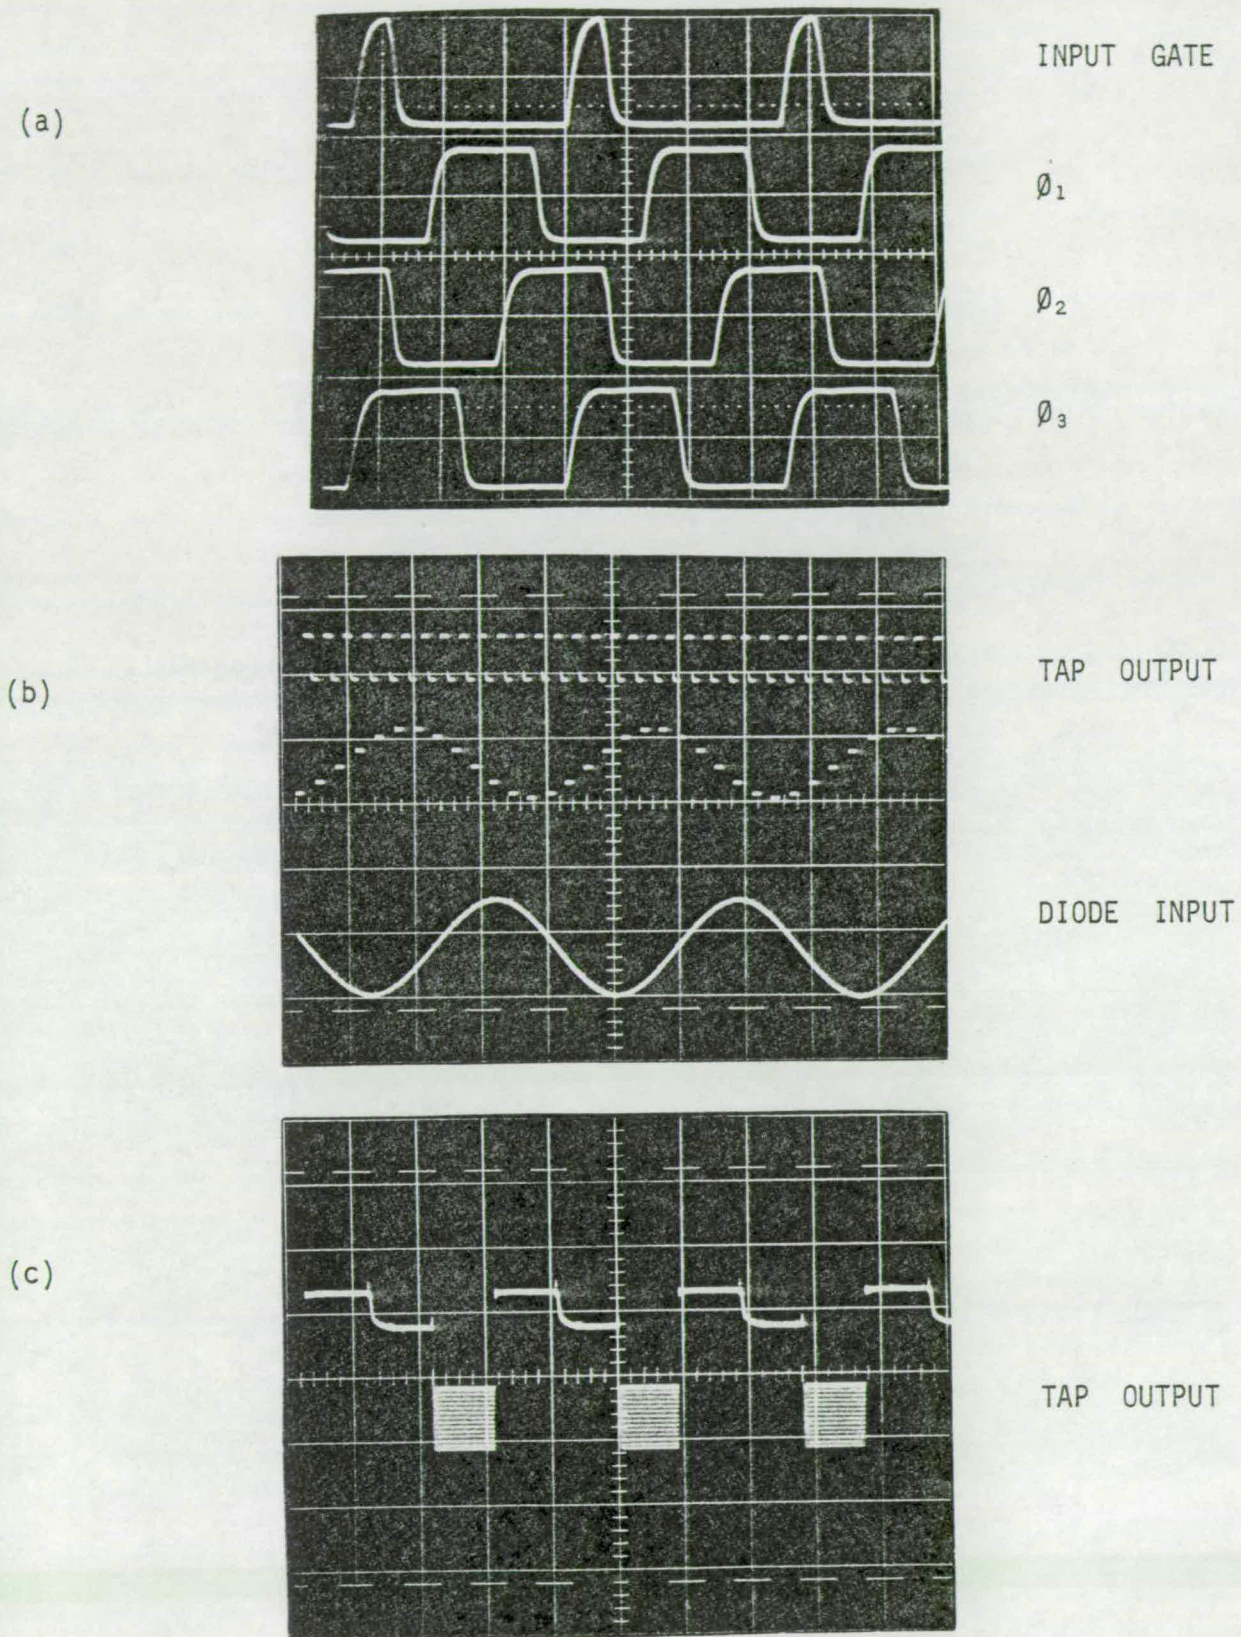 INPUT GATE
(a)
Ø₁
Ø₂
Ø₃
TAP OUTPUT
(b)
DIODE INPUT
(c)
TAP OUTPUT